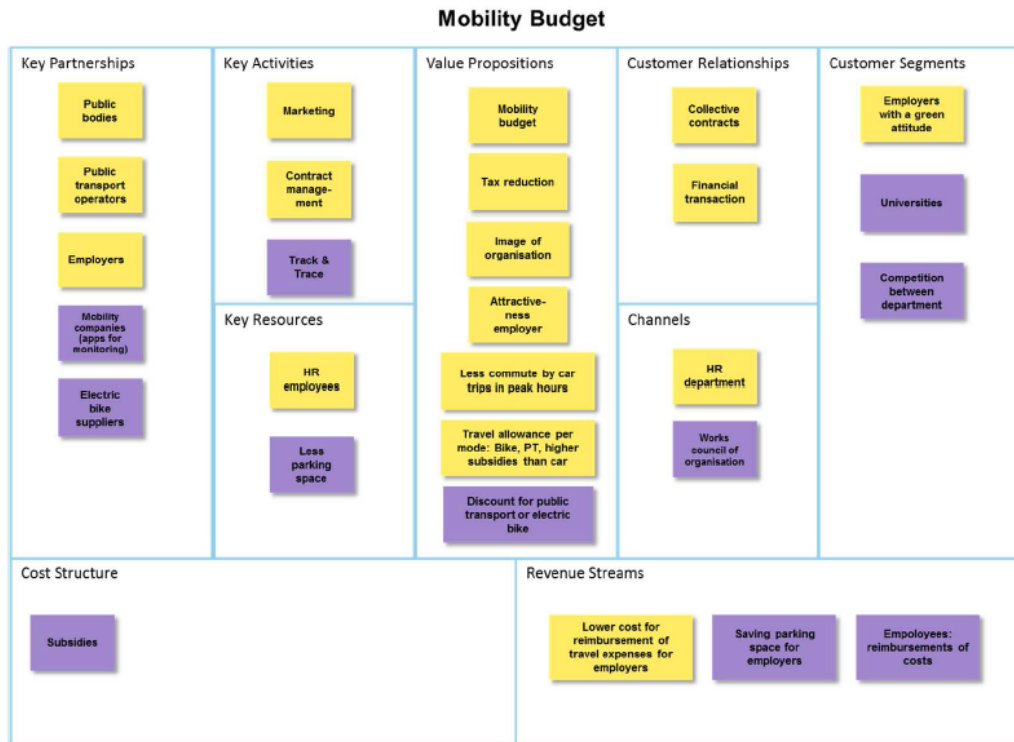 Mobility Budget
Key Partnerships
Public
bodies
Public
transport
operators
Employers
Mobility
companies
(apps for
monitoring)
Electric
bike
suppliers
Key Activities
Marketing
Contract
manage-
ment
Track &
Trace
Key Resources
HR
employees
Less
parking
space
Value Propositions
Mobility
budget
Tax reduction
Image of
organisation
Attractive-
ness
employer
Less commute by car
trips in peak hours
Travel allowance per
mode: Bike, PT, higher
subsidies than car
Discount for public
transport or electric
bike
Customer Relationships
Collective
contracts
Financial
transaction
Channels
HR
department
Works
council of
organisation
Customer Segments
Employers
with a green
attitude
Universities
Competition
between
department
Cost Structure
Subsidies
Revenue Streams
Lower cost for
reimbursement of
travel expenses for
employers
Saving parking
space for
employers
Empoloyees:
reimbursements of
costs